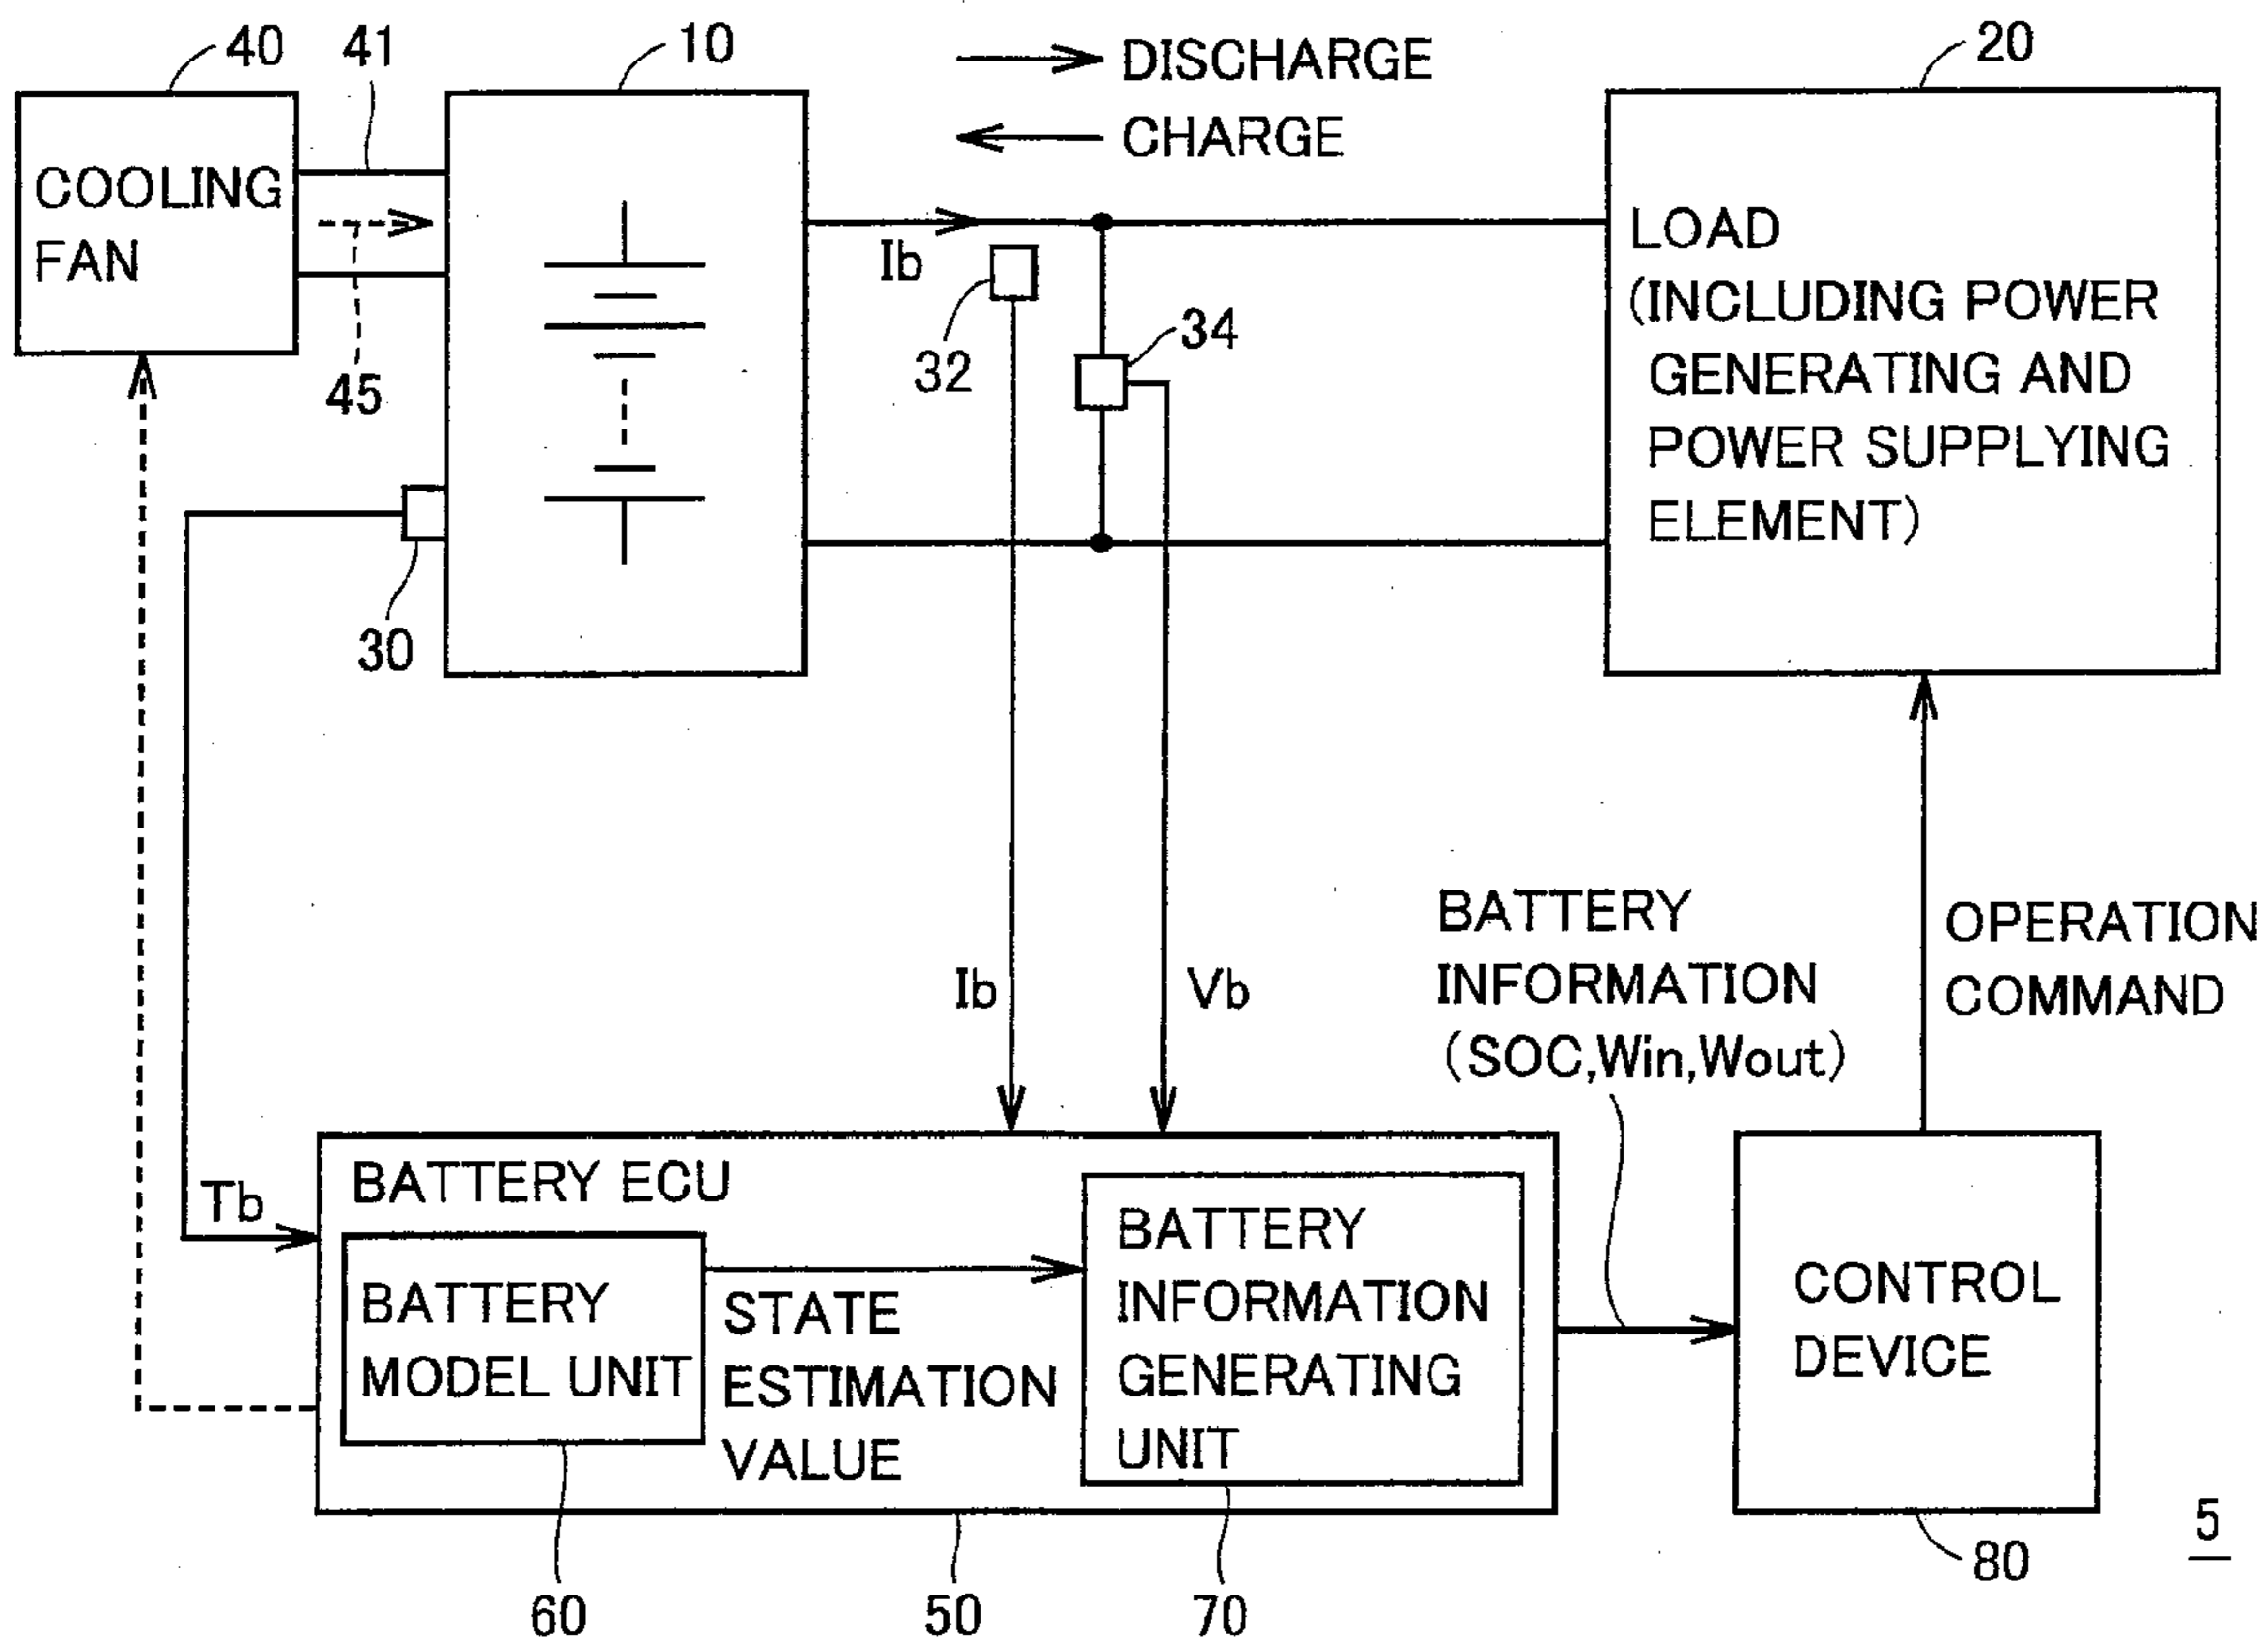 40
41
10
DISCHARGE
CHARGE
20
COOLING
FAN
45
30
Ib
32
34
LOAD
(INCLUDING POWER
GENERATING AND
POWER SUPPLYING
ELEMENT)
Ib
Vb
BATTERY
INFORMATION
(SOC,Win,Wout)
OPERATION
COMMAND
Tb
BATTERY ECU
BATTERY
MODEL UNIT
STATE
ESTIMATION
VALUE
BATTERY
INFORMATION
GENERATING
UNIT
CONTROL
DEVICE
60
50
70
80
5